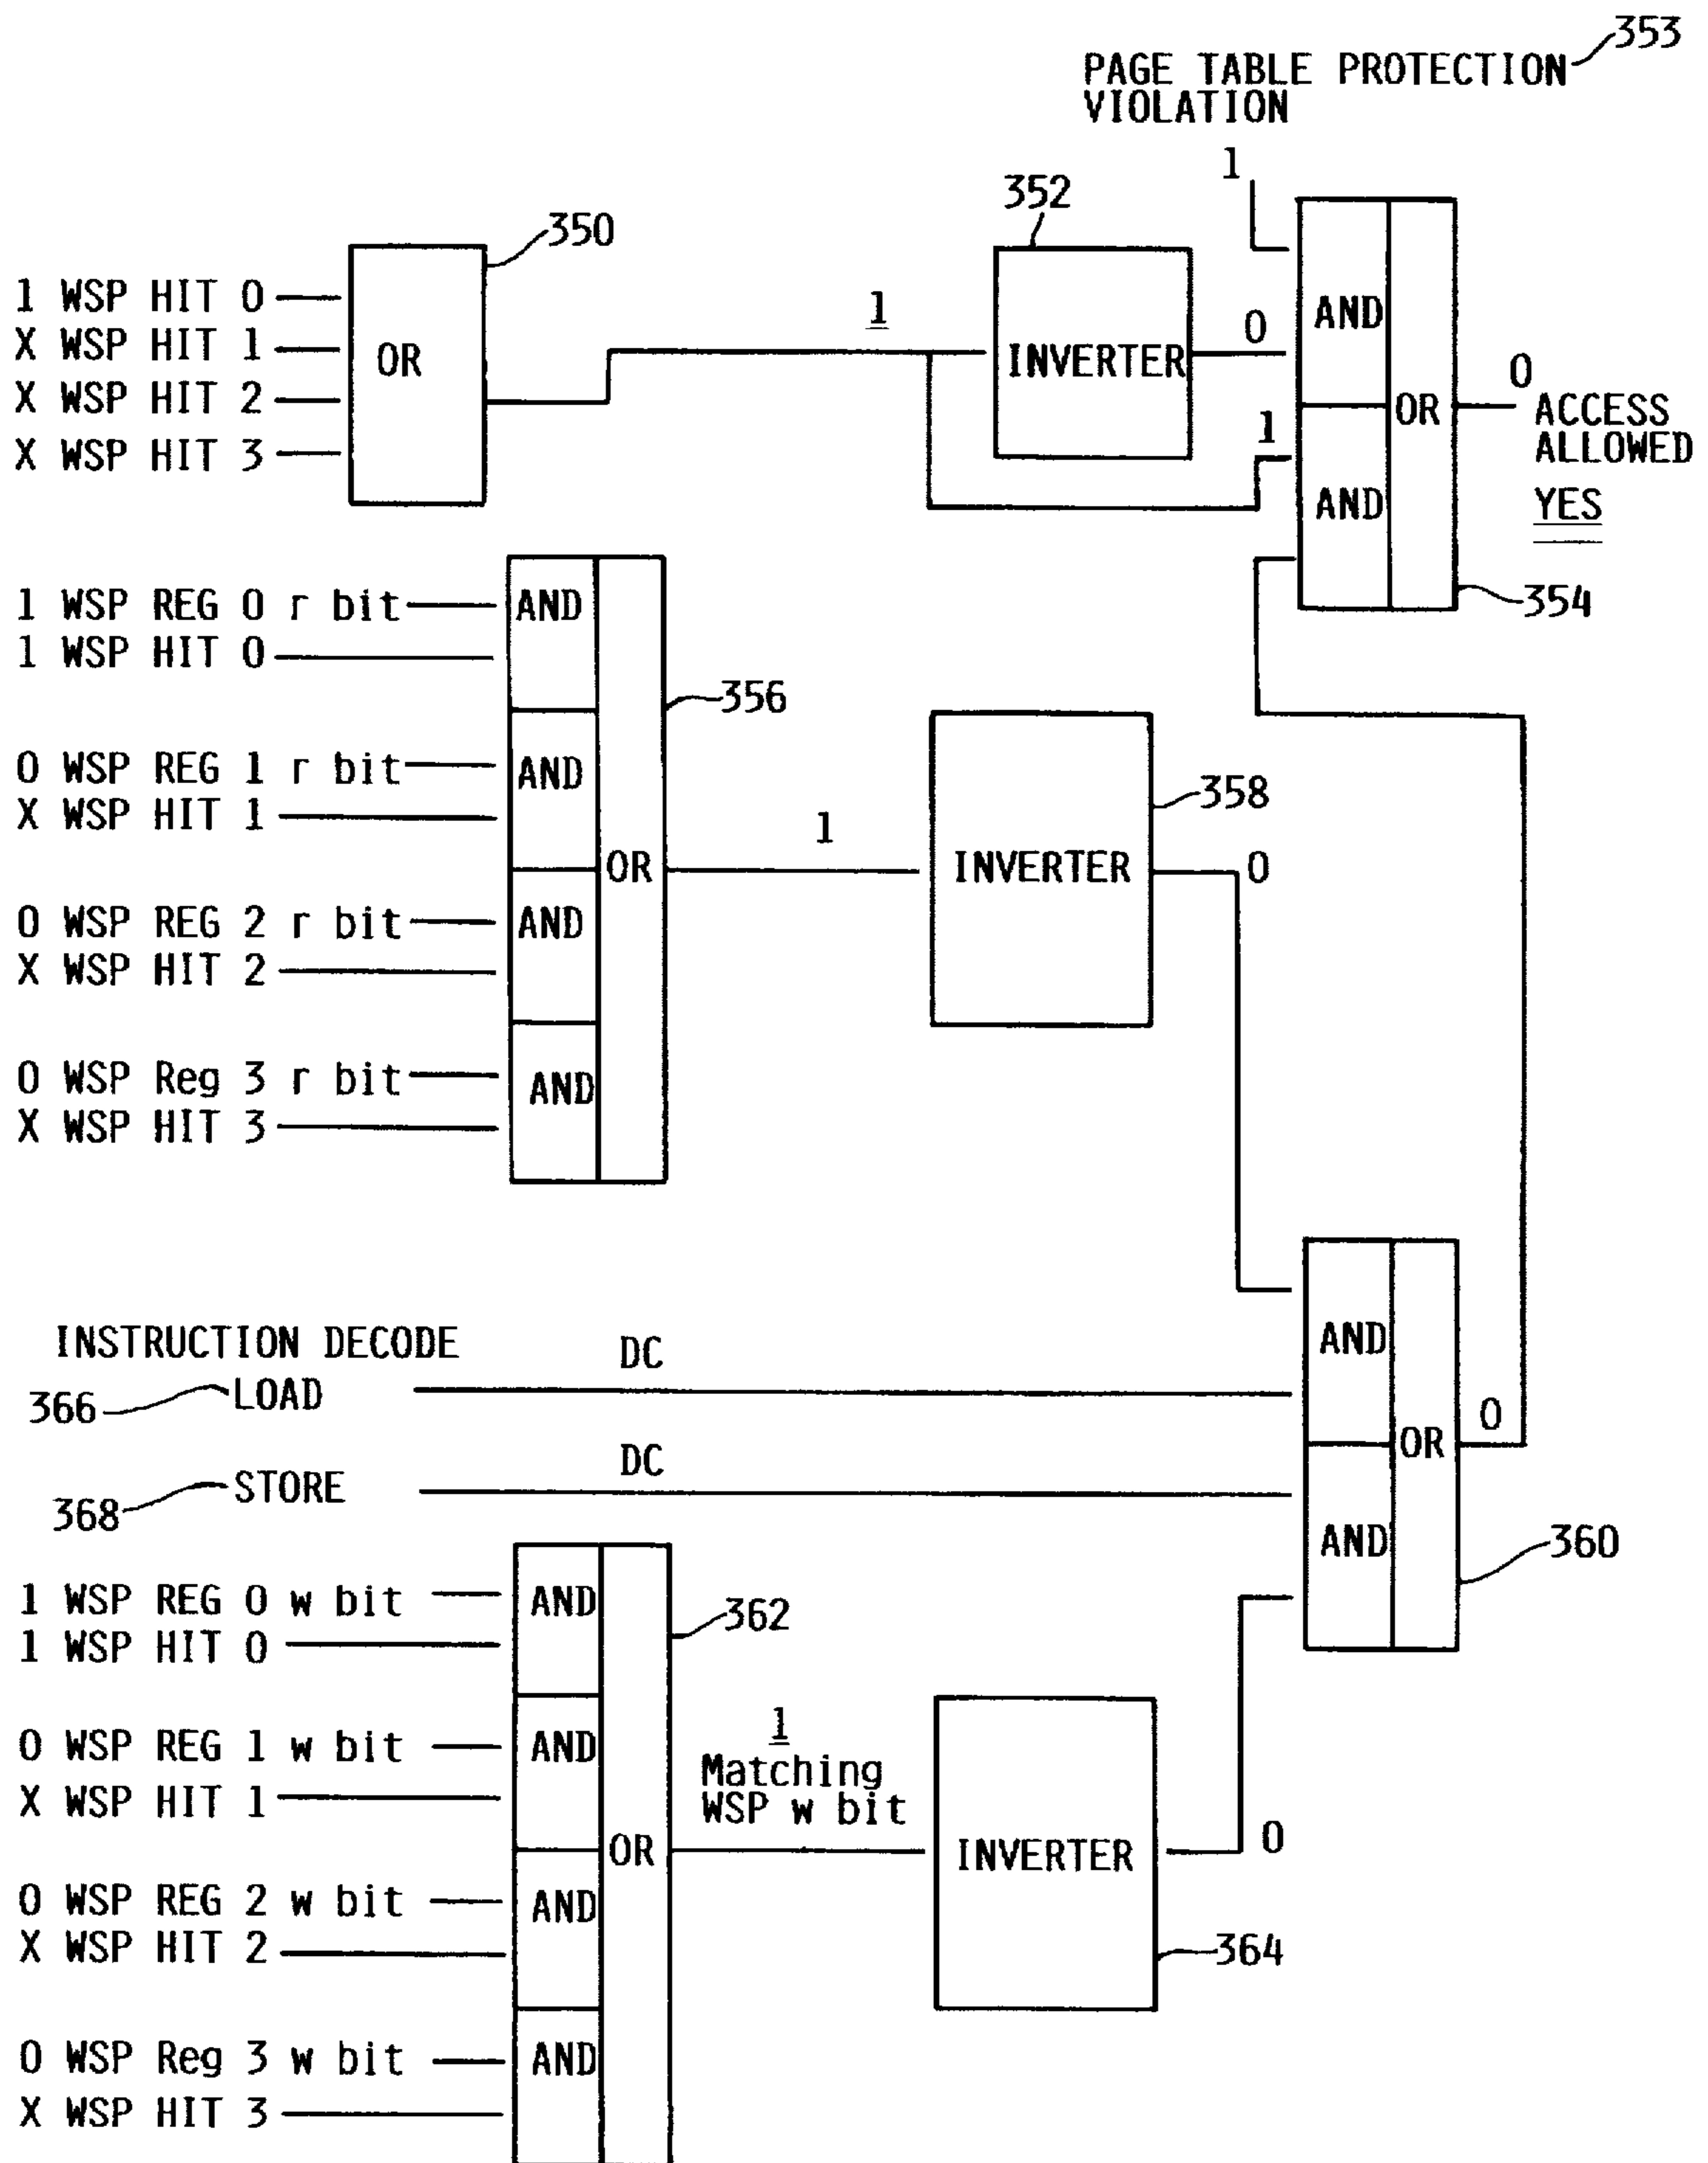 353
PAGE TABLE PROTECTION
VIOLATION
1
352
350
1 WSP HIT 0
X WSP HIT 1
X WSP HIT 2
X WSP HIT 3
OR
1
INVERTER
0
1
AND
AND
OR
0
ACCESS
ALLOWED
YES
354
1 WSP REG 0 r bit
1 WSP HIT 0
0 WSP REG 1 r bit
X WSP HIT 1
0 WSP REG 2 r bit
X WSP HIT 2
0 WSP Reg 3 r bit
X WSP HIT 3
AND
AND
AND
AND
OR
356
1
INVERTER
358
0
INSTRUCTION DECODE
366
LOAD
DC
368
STORE
DC
AND
AND
OR
0
360
1 WSP REG 0 w bit
1 WSP HIT 0
0 WSP REG 1 w bit
X WSP HIT 1
0 WSP REG 2 w bit
X WSP HIT 2
0 WSP Reg 3 w bit
X WSP HIT 3
AND
AND
AND
AND
OR
362
1
Matching
WSP w bit
INVERTER
0
364